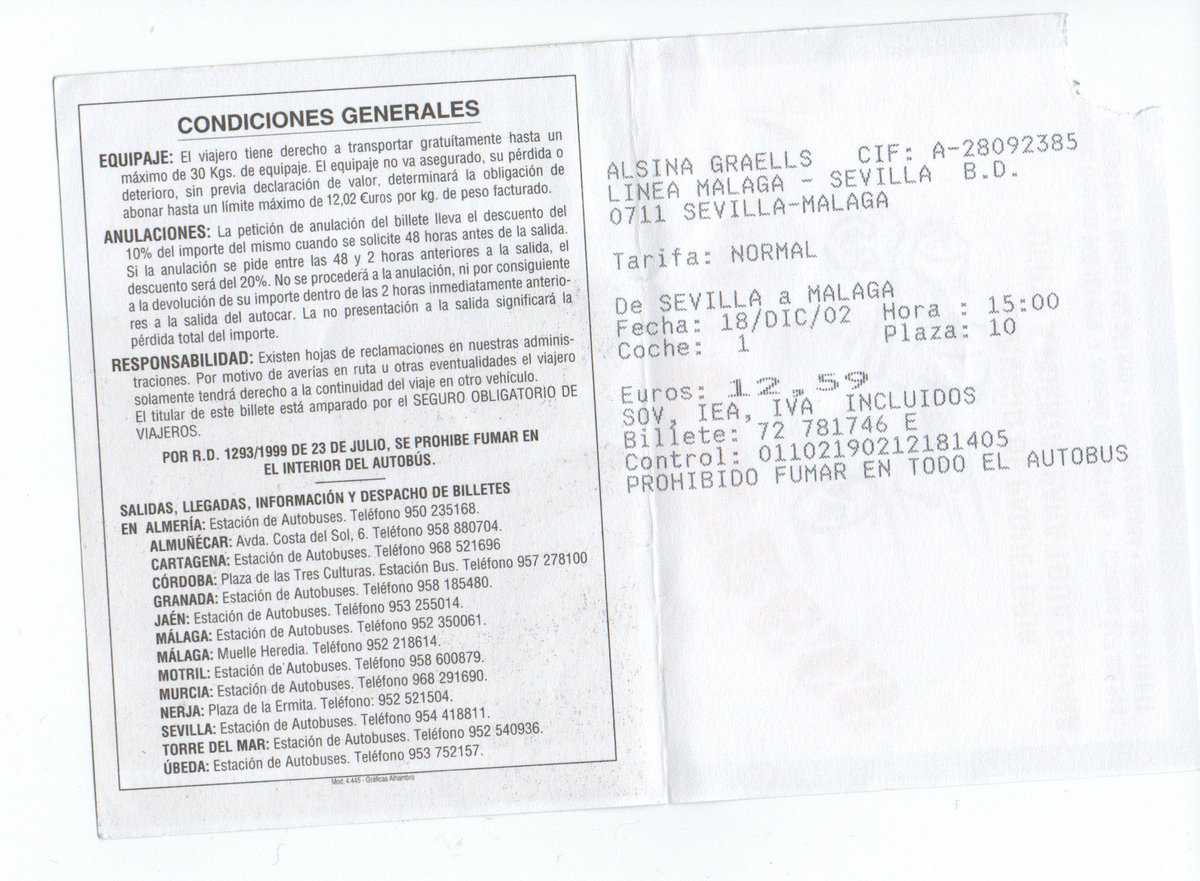 CONDICIONES GENERALES
EQUIPAJE: El viajero tiene derecho a transportar gratuítamente hasta un
máximo de 30 Kgs. de equipaje. El equipaje no va asegurado, su pérdida o
deterioro, sin previa declaración de valor, determinará la obligación de
abonar hasta un límite máximo de 12,02 €uros por kg. de peso facturado.
ANULACIONES: La petición de anulación del billete lleva el descuento del
10% del importe del mismo cuando se solicite 48 horas antes de la salida.
Si la anulación se pide entre las 48 y 2 horas anteriores a la salida, el
descuento será del 20%. No se procederá a la anulación, ni por consiguiente
a la devolución de su importe dentro de las 2 horas inmediatamente anterio-
res a la salida del autocar. La no presentación a la salida significará la
pérdida total del importe.
RESPONSABILIDAD: Existen hojas de reclamaciones en nuestras adminis-
traciones. Por motivo de averías en ruta u otras eventualidades el viajero
solamente tendrá derecho a la continuidad del viaje en otro vehículo.
El titular de este billete está amparado por el SEGURO OBLIGATORIO DE
VIAJEROS.
POR R.D. 1293/1999 DE 23 DE JULIO, SE PROHIBE FUMAR EN
EL INTERIOR DEL AUTOBÚS.
SALIDAS, LLEGADAS, INFORMACIÓN Y DESPACHO DE BILLETES
EN ALMERÍA: Estación de Autobuses. Teléfono 950 235168.
ALMUÑÉCAR: Avda. Costa del Sol, 6. Teléfono 958 880704.
CARTAGENA: Estación de Autobuses. Teléfono 968 521696
CÓRDOBA: Plaza de las Tres Culturas. Estación Bus. Teléfono 957 278100
GRANADA: Estación de Autobuses. Teléfono 958 185480.
JAÉN: Estación de Autobuses. Teléfono 953 255014.
MÁLAGA: Estación de Autobuses. Teléfono 952 350061.
MÁLAGA: Muelle Heredia. Teléfono 952 218614.
MOTRIL: Estación de Autobuses. Teléfono 958 600879.
MURCIA: Estación de Autobuses. Teléfono 968 291690.
NERJA: Plaza de la Ermita. Teléfono: 952 521504.
SEVILLA: Estación de Autobuses. Teléfono 954 418811.
TORRE DEL MAR: Estación de Autobuses. Teléfono 952 540936.
ÚBEDA: Estación de Autobuses. Teléfono 953 752157.
Mod. 4.445 - Gráficas Alhambra
ALSINA GRAELLS CIF: A-28092385
LINEA MALAGA - SEVILLA B.D.
0711 SEVILLA-MALAGA
Tarifa: NORMAL
De SEVILLA a MALAGA
Fecha: 18/DIC/02 Hora : 15:00
Coche: 1 Plaza: 10
Euros: 12,59
SOV, IEA, IVA INCLUIDOS
Billete: 72 781746 E
Control: 01102190212181405
PROHIBIDO FUMAR EN TODO EL AUTOBUS